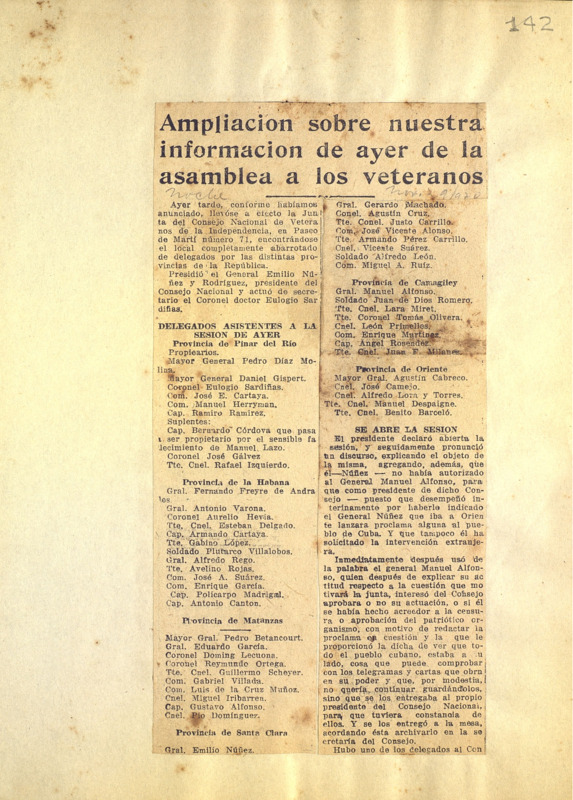 142
Ampliacion sobre nuestra
informacion de ayer de la
asamblea a los veteranos
Noche
Ayer tarde, conforme habíamos
anunciado, llevóse a efecto la Jun
ta del Consejo Nacional de Vetera
nos de la Independencia, en Paseo
de Martí número 71, encontrándose
el local completamente abarrotado
de delegados por las distintas pro-
vincias de la República.
Presidió el General Emilio Nú-
ñez y Rodríguez, presidente del
Consejo Nacional y actuó de secre-
tario el Coronel doctor Eulogio Sar
diñas.
DELEGADOS ASISTENTES A LA
SESION DE AYER
Provincia de Pinar del Río
Propiearios.
Mayor General Pedro Díaz Mo-
lina.
Mayor General Daniel Gispert.
Coronel Eulogio Sardiñas.
Com. José E. Cartaya.
Com. Manuel Herryman.
Cap. Ramiro Ramirez.
Suplentes:
Cap. Bernardo Córdova que pasa
a ser propietario por el sensible fa
lecimiento de Manuel Lazo.
Coronel José Gálvez
Tte. Cnel. Rafael Izquierdo.
Provincia de la Habana
Gral. Fernando Freyre de Andra
los
Gral. Antonio Varona.
Coronel Aurelio Hevia.
Tte. Cnel. Esteban Delgado.
Cap. Armando Cartaya.
Tte. Gabino López.
Soldado Plutarco Villalobos.
Gral. Alfredo Rego.
Tte. Avelino Rojas.
Com. José A. Suárez.
Com. Enrique García.
Cap. Policarpo Madrigal.
Cap. Antonio Canton.
Provincia de Matanzas
Mayor Gral. Pedro Betancourt.
Gral. Eduardo García.
Coronel Doming Lecuona.
Coronel Reymundo Ortega.
Tte. Cnel. Guillermo Scheyer.
Com. Gabriel Villada.
Com. Luis de la Cruz Muñoz.
Cnel. Miguel Iribarren.
Cap. Gustavo Alfonso.
Cnel. Pío Domínguez.
Provincia de Santa Clara
Gral. Emilio Núñez.
Gral. Gerardo Machado.
Conel. Agustín Cruz.
Tte. Conel. Justo Carrillo.
Com. José Vicente Alonso.
Tte. Armando Pérez Carrillo.
Cnel. Vicente Suárez.
Soldado Alfredo León.
Com. Miguel A. Ruiz.
Provincia de Camagüey
Gral. Manuel Alfonso.
Soldado Juan de Dios Romero.
Tte. Cnel. Lara Miret.
Tte. Coronel Tomás Olivera.
Cnel. León Primelles.
Com. Enrique Martínez.
Cap. Angel Rosender.
Tte. Cnel. Juan F. Milanes.
Provincia de Oriente
Mayor Gral. Agustín Cabreco.
Cnel. José Camejo.
Cnel. Alfredo Lora y Torres.
Tte. Cnel. Manuel Despaigne.
Tte. Cnel. Benito Barceló.
SE ABRE LA SESION
El presidente declaró abierta la
sesión, y seguidamente pronunció
un discurso, explicando el objeto de
la misma, agregando, además, que
él—Núñez — no había autorizado
al General Manuel Alfonso, para
que como presidente de dicho Con-
sejo — puesto que desempeñó in-
terinamente por haberle indicado
el General Núñez que iba a Orien
te lanzara proclama alguna al pue-
blo de Cuba. Y que tampoco él ha
solicitado la intervención extranje-
ra.
Inmediatamente después usó de
la palabra el general Manuel Alfon-
so, quien después de explicar su ac
titud respecto a la cuestión que mo
tivará la junta, interesó del Consejo
aprobara o no su actuación, o si él
se había hecho acreedor a la censu-
ra o aprobación del patriótico or-
ganismo, con motivo de redactar la
proclama en cuestión y la que le
proporcionó la dicha de ver que to-
do el pueblo cubano, estaba a su
lado, cosa que puede comprobar
con los telegramas y cartas que obra
en su poder y que, por modestia,
no quería continuar guardándolos,
sino que se los entregaba al propio
presidente del Consejo Nacional,
para que tuviera constancia de
ellos. Y se los entregó a la mesa,
acordando ésta archivarlo en la se
cretaría del Consejo.
Hubo uno de los delegados al Con